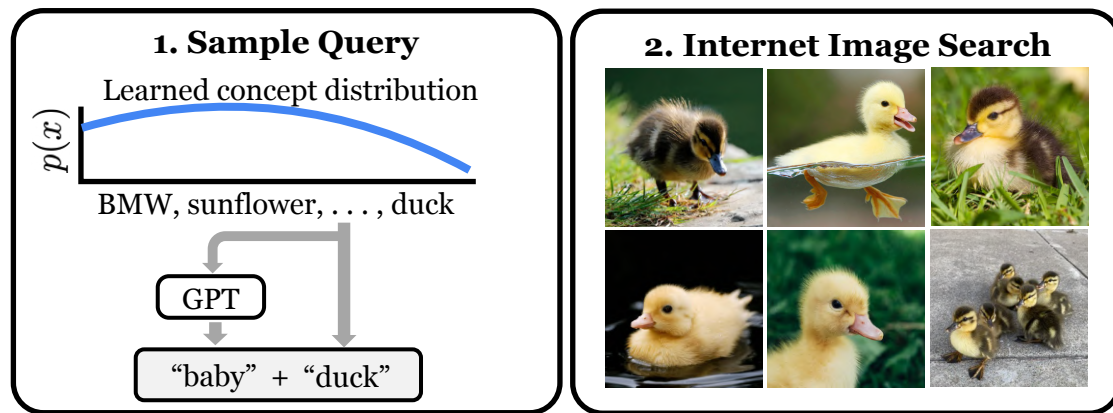 1. Sample Query
Learned concept distribution
p(x)
BMW, sunflower, . . . , duck
GPT
“baby” + “duck”
2. Internet Image Search